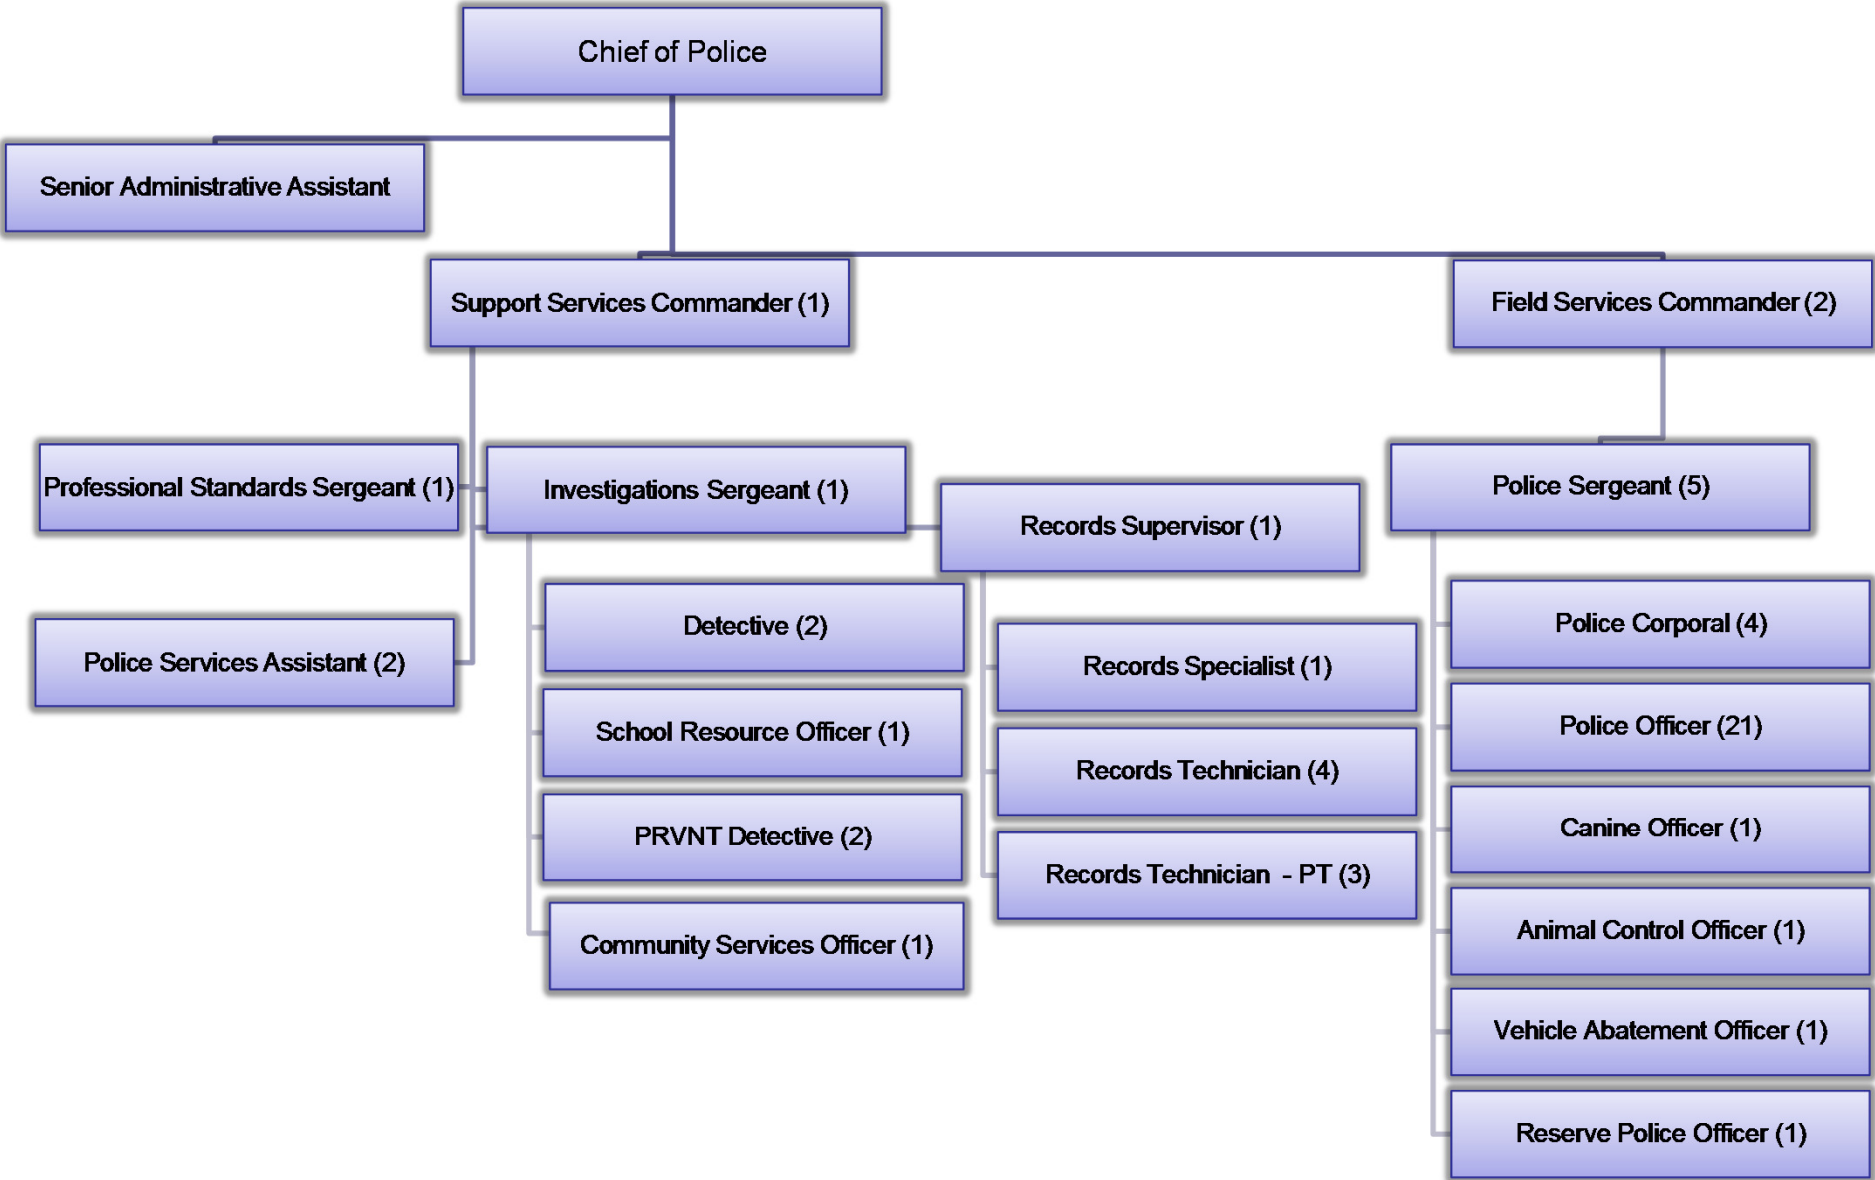 Chief of Police
Senior Administrative Assistant
Support Services Commander (1)
Field Services Commander (2)
Professional Standards Sergeant (1)
Investigations Sergeant (1)
Records Supervisor (1)
Police Sergeant (5)
Police Services Assistant (2)
Detective (2)
School Resource Officer (1)
PRVNT Detective (2)
Community Services Officer (1)
Records Specialist (1)
Records Technician (4)
Records Technician - PT (3)
Police Corporal (4)
Police Officer (21)
Canine Officer (1)
Animal Control Officer (1)
Vehicle Abatement Officer (1)
Reserve Police Officer (1)